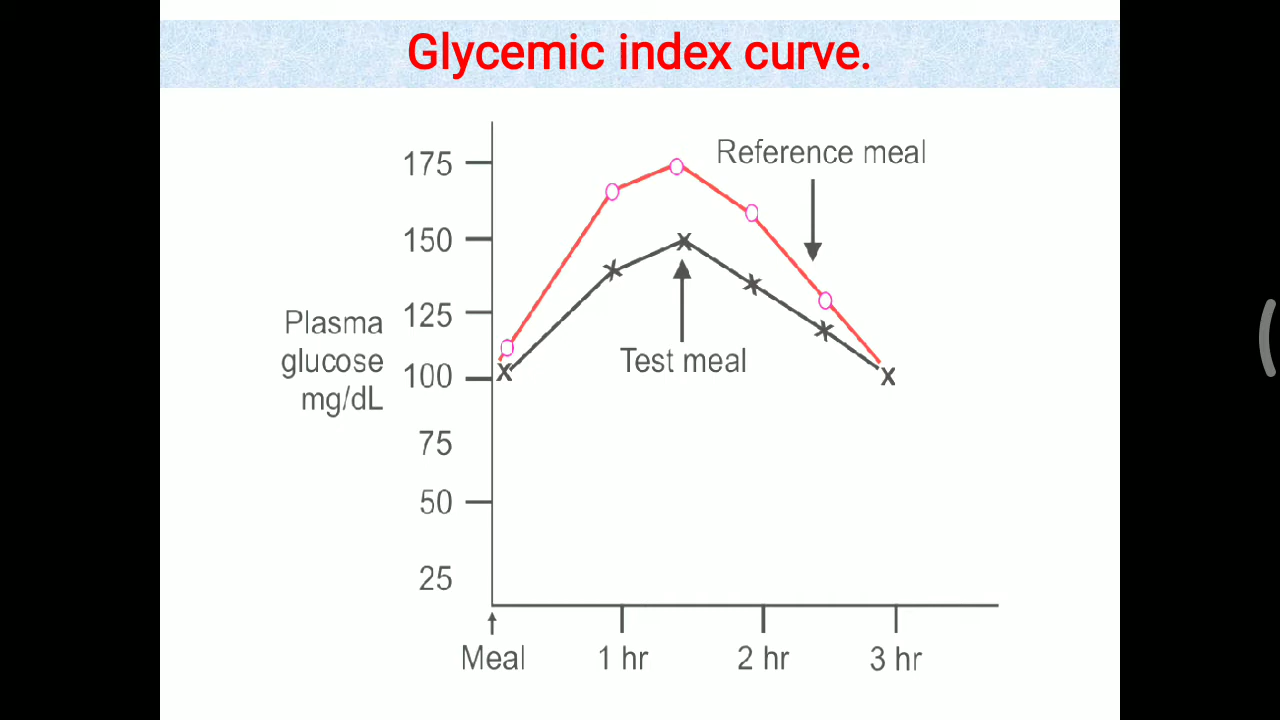 Glycemic index curve.
175
Reference meal
150
125
Plasma
glucose
mg/dL
Test meal
100
75
50
25
Meal
1 hr
2 hr
3 hr